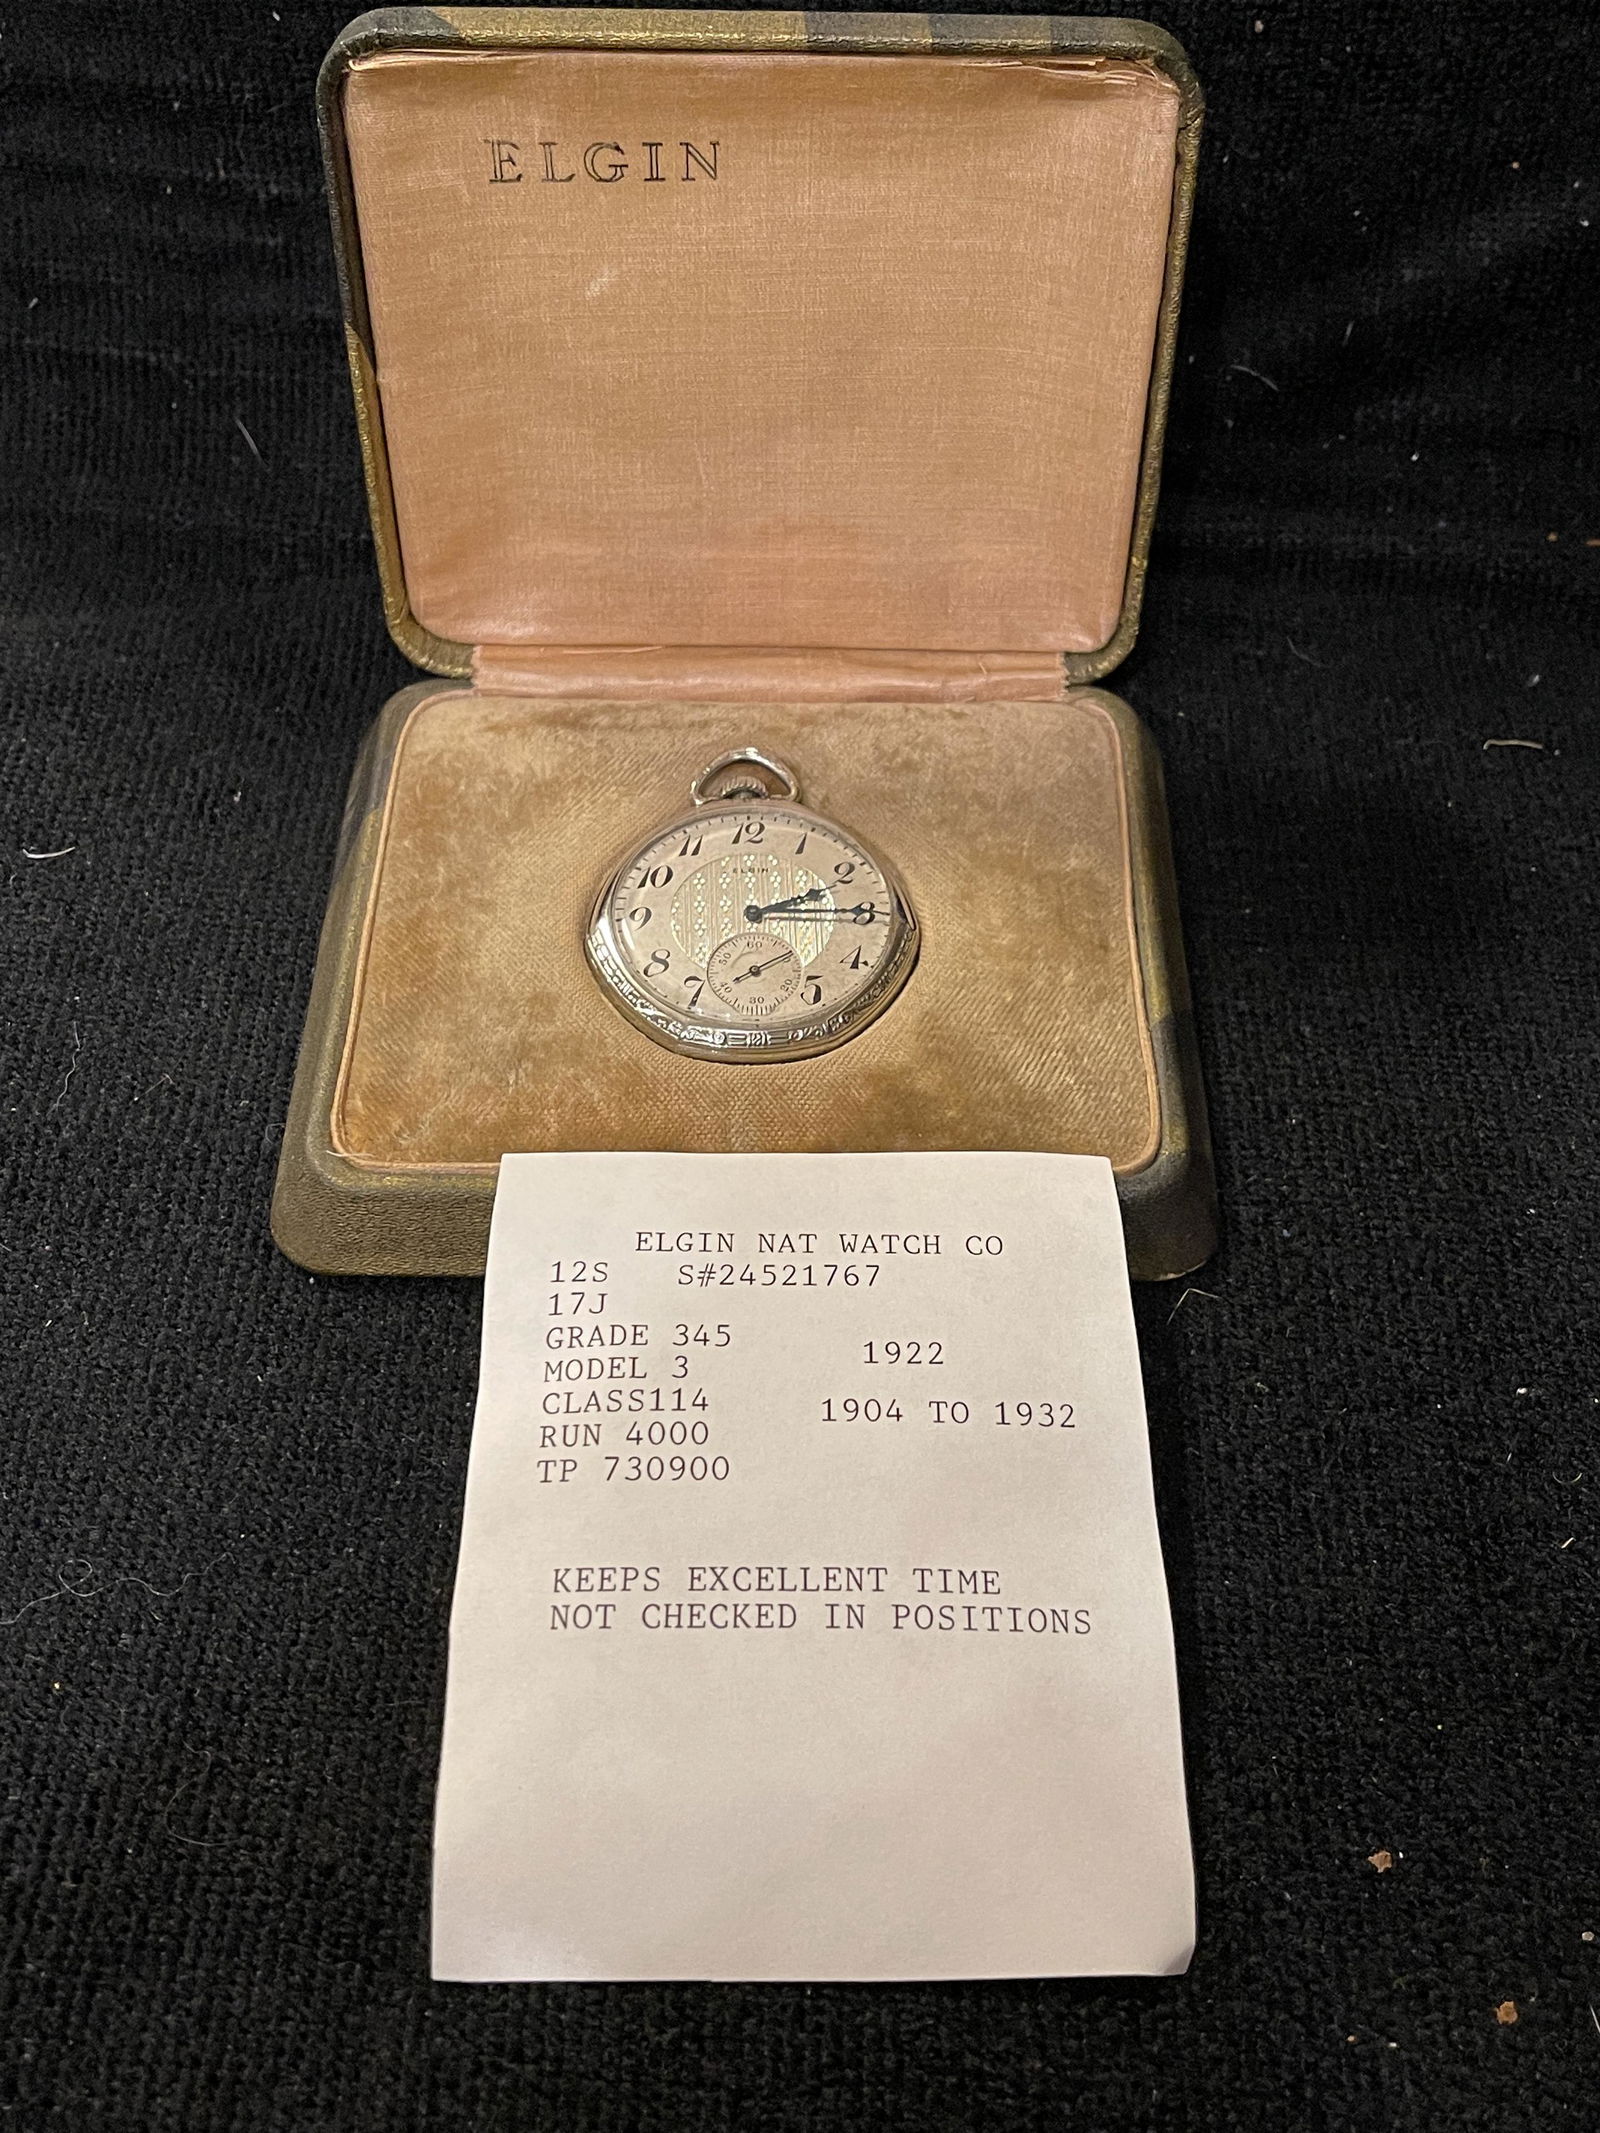 ELGIN
11 12 1
10 2
ELGIN
9 3
8 4
7 5
60
50
40 20
30
ELGIN NAT WATCH CO
12S S#24521767
17J
GRADE 345
1922
MODEL 3
CLASS114
1904 TO 1932
RUN 4000
TP 730900
KEEPS EXCELLENT TIME
NOT CHECKED IN POSITIONS